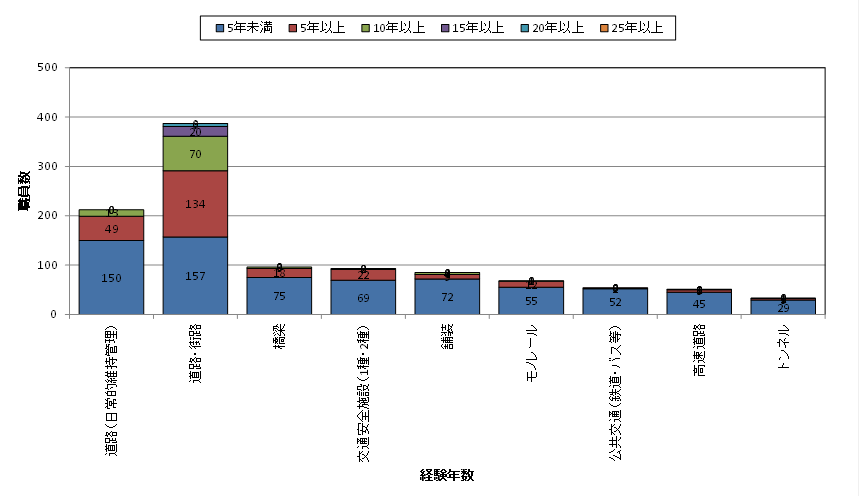 5年未満 5年以上 10年以上 15年以上 20年以上 25年以上
500
400
300
200
100
0
職員数
150
49
13
0
157
134
70
20
75
18
69
22
72
55
12
52
45
29
道路(日常的維持管理)
道路・街路
橋梁
交通安全施設(1種・2種)
舗装
モノレール
公共交通(鉄道・バス等)
高速道路
トンネル
経験年数